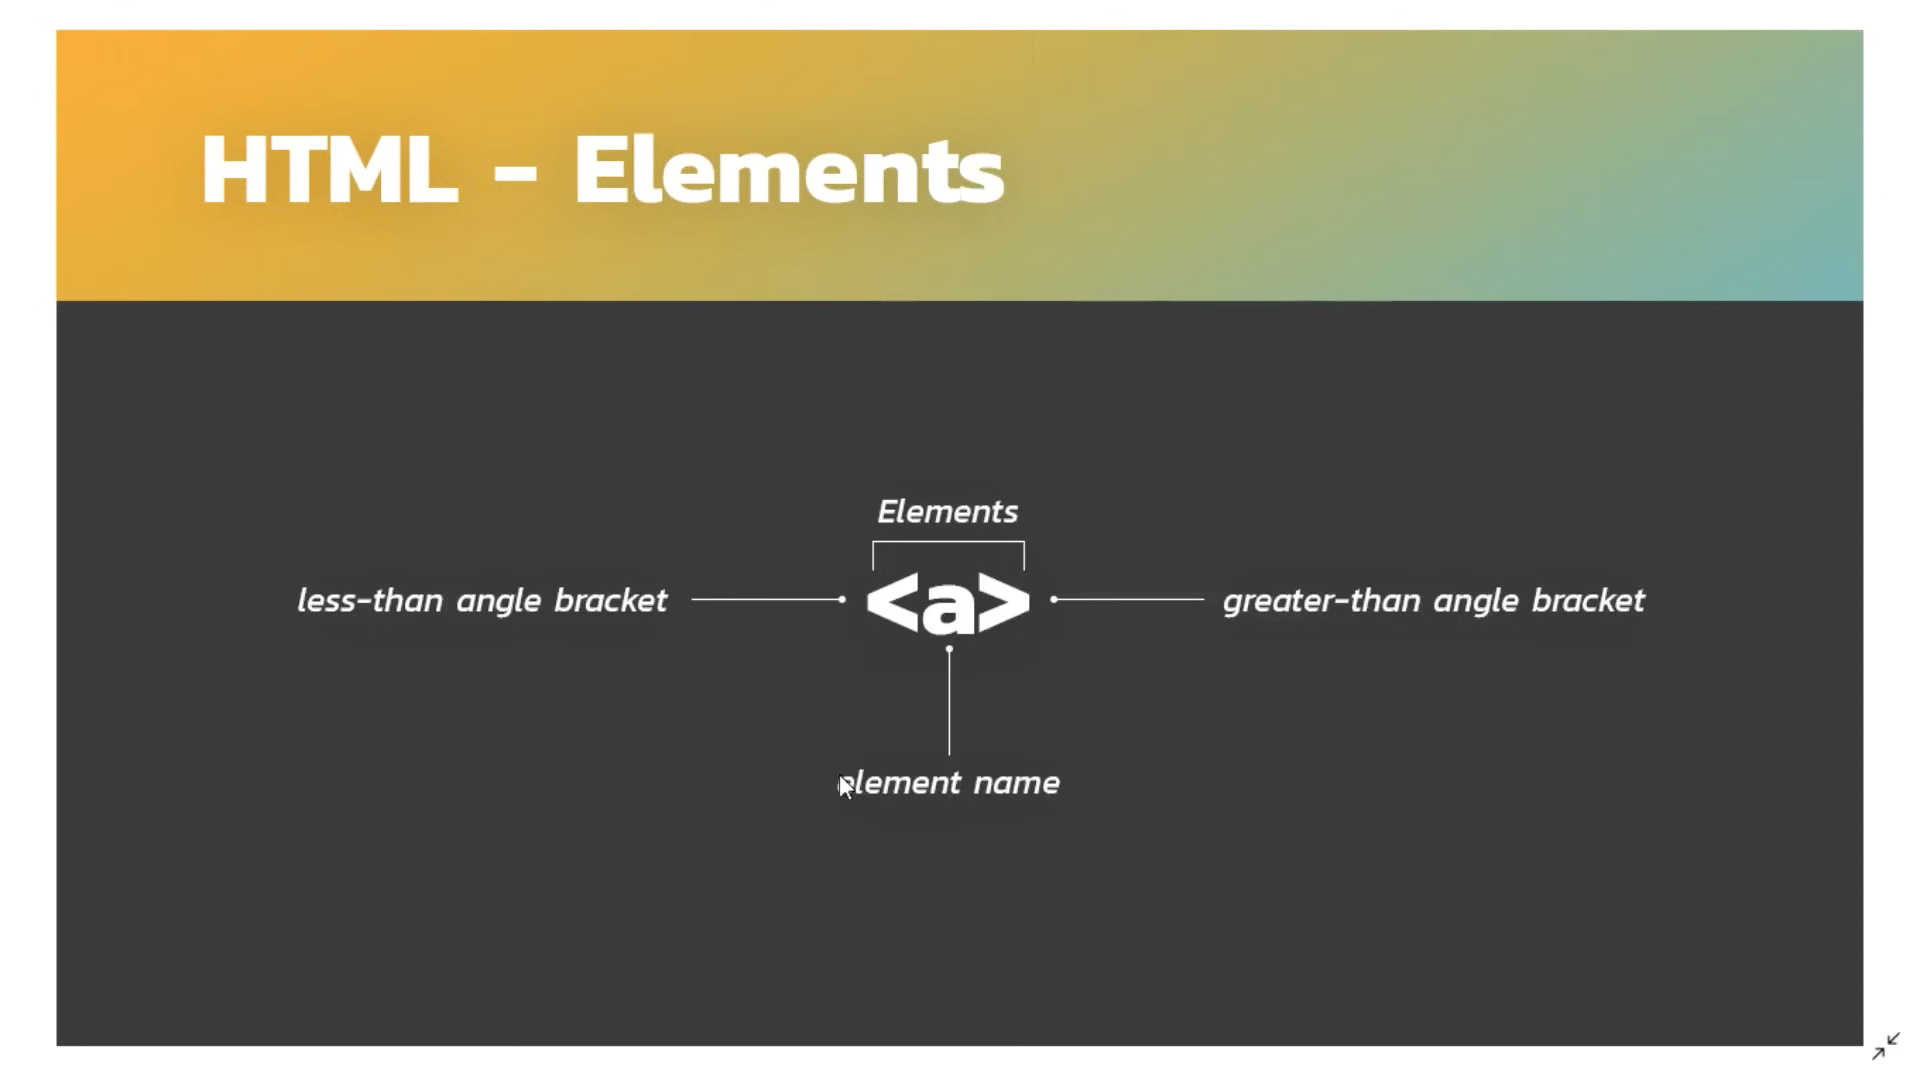 HTML - Elements
Elements
less-than angle bracket
<a>
greater-than angle bracket
element name